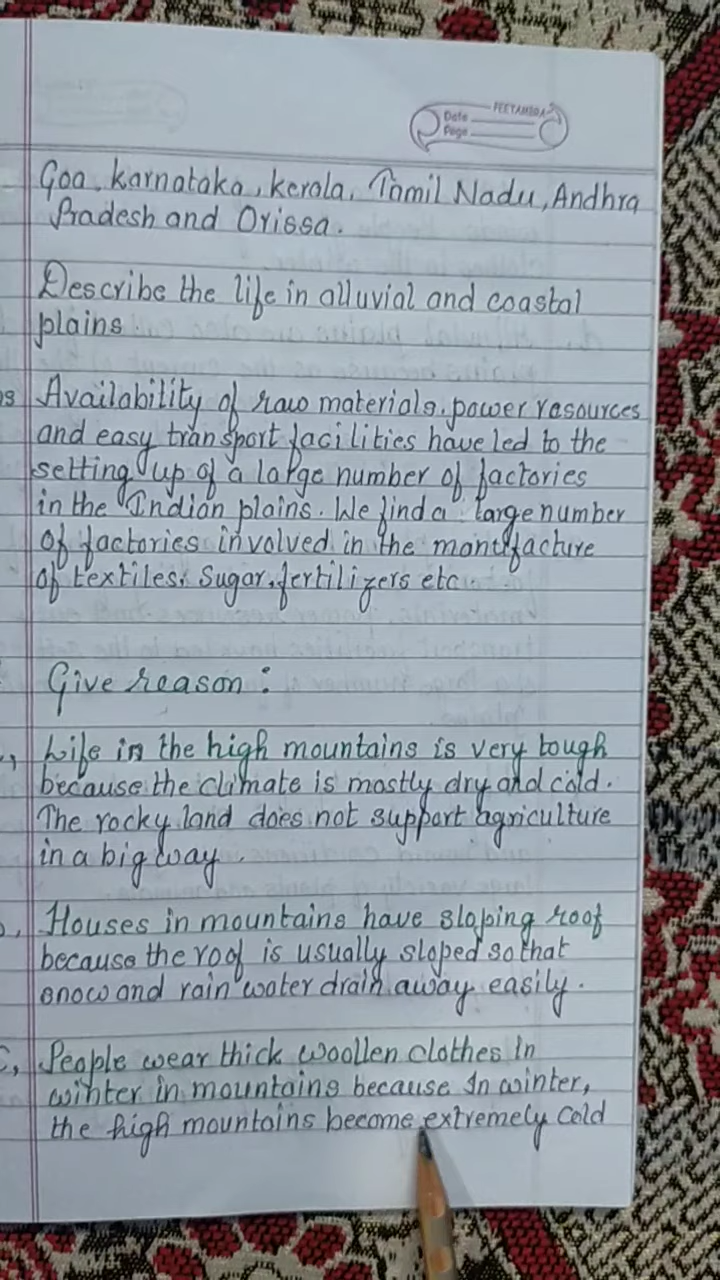 PEETAMBDA
Date
Page
Goa, karnataka, kerala, Tamil Nadu, Andhra
Pradesh and Orissa.
Describe the life in alluvial and coastal
plains.
s Availability of raw materials, power resources
and easy transport facilities have led to the
setting up of a large number of factories
in the Indian plains. We find a large number
of factories involved in the manufacture
of textiles, sugar, fertilizers etc.
Give reason:
Life in the high mountains is very tough
because the climate is mostly dry and cold.
The rocky land does not support agriculture
in a big way.
Houses in mountains have sloping roof
because the roof is usually sloped so that
snow and rain water drain away easily.
C, People wear thick woollen clothes in
winter in mountains because In winter,
the high mountains become extremely cold